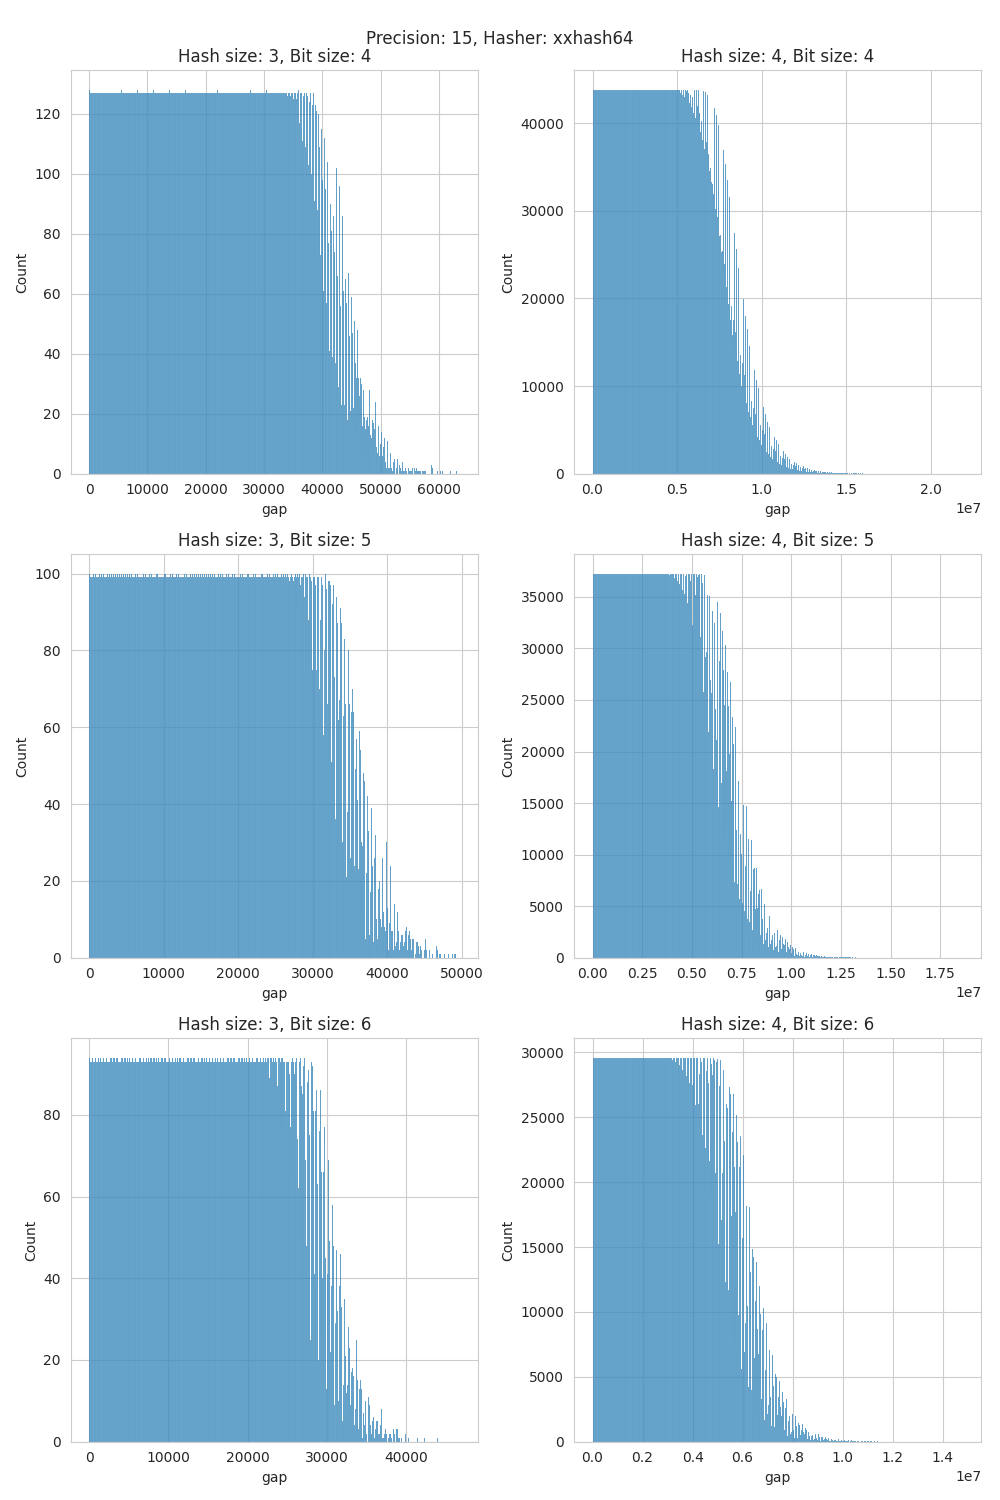 Precision: 15, Hasher: xxhash64
Hash size: 3, Bit size: 4
120
100
80
60
40
20
0
Count
0 10000 20000 30000 40000 50000 60000
gap
Hash size: 4, Bit size: 4
40000
30000
20000
10000
0
Count
0.0 0.5 1.0 1.5 2.0
1e7
gap
Hash size: 3, Bit size: 5
100
80
60
40
20
0
Count
0 10000 20000 30000 40000 50000
gap
Hash size: 4, Bit size: 5
35000
30000
25000
20000
15000
10000
5000
0
Count
0.00 0.25 0.50 0.75 1.00 1.25 1.50 1.75
1e7
gap
Hash size: 3, Bit size: 6
80
60
40
20
0
Count
0 10000 20000 30000 40000
gap
Hash size: 4, Bit size: 6
30000
25000
20000
15000
10000
5000
0
Count
0.0 0.2 0.4 0.6 0.8 1.0 1.2 1.4
1e7
gap